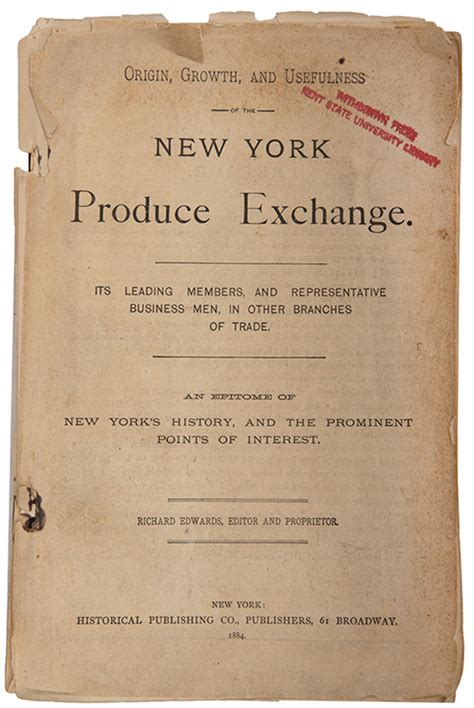 ORIGIN, GROWTH, AND USEFULNESS
OF THE
NEW YORK
Produce Exchange.
ITS LEADING MEMBERS, AND REPRESENTATIVE
BUSINESS MEN, IN OTHER BRANCHES
OF TRADE.
AN EPITOME OF
NEW YORK'S HISTORY, AND THE PROMINENT
POINTS OF INTEREST.
RICHARD EDWARDS, EDITOR AND PROPRIETOR.
NEW YORK:
HISTORICAL PUBLISHING CO., PUBLISHERS, 61 BROADWAY.
1884.
WITHDRAWN FROM
KENT STATE UNIVERSITY LIBRARY